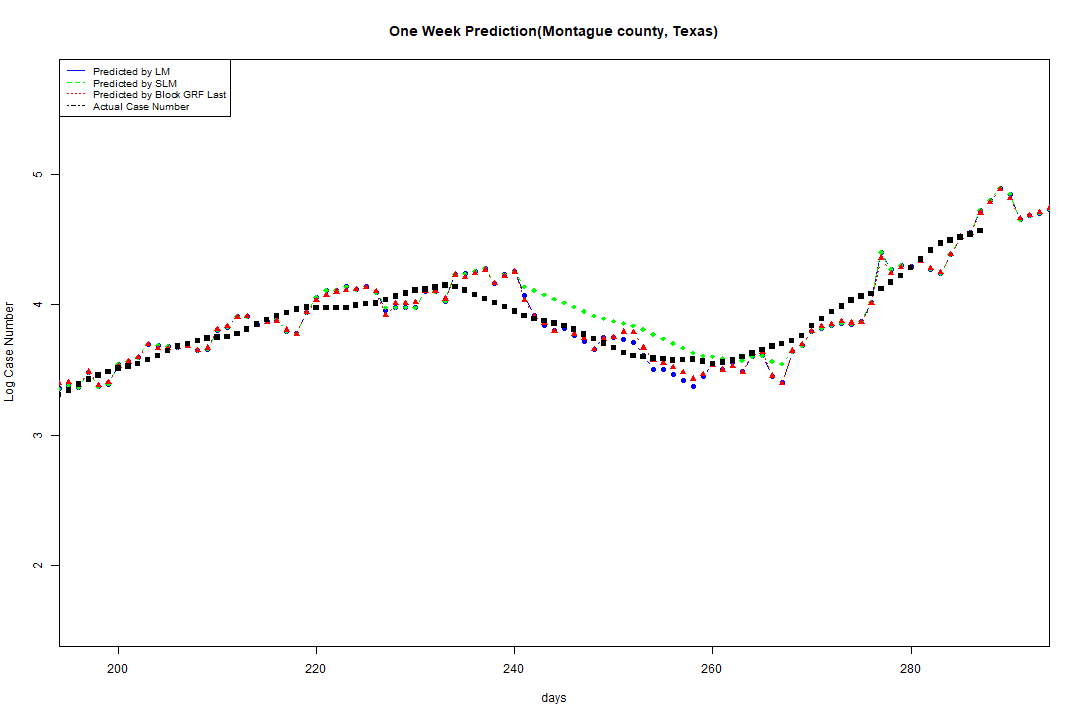 One Week Prediction(Montague county, Texas)
Predicted by LM
Predicted by SLM
Predicted by Block GRF Last
Actual Case Number
5
4
3
2
Log Case Number
200 220 240 260 280
days